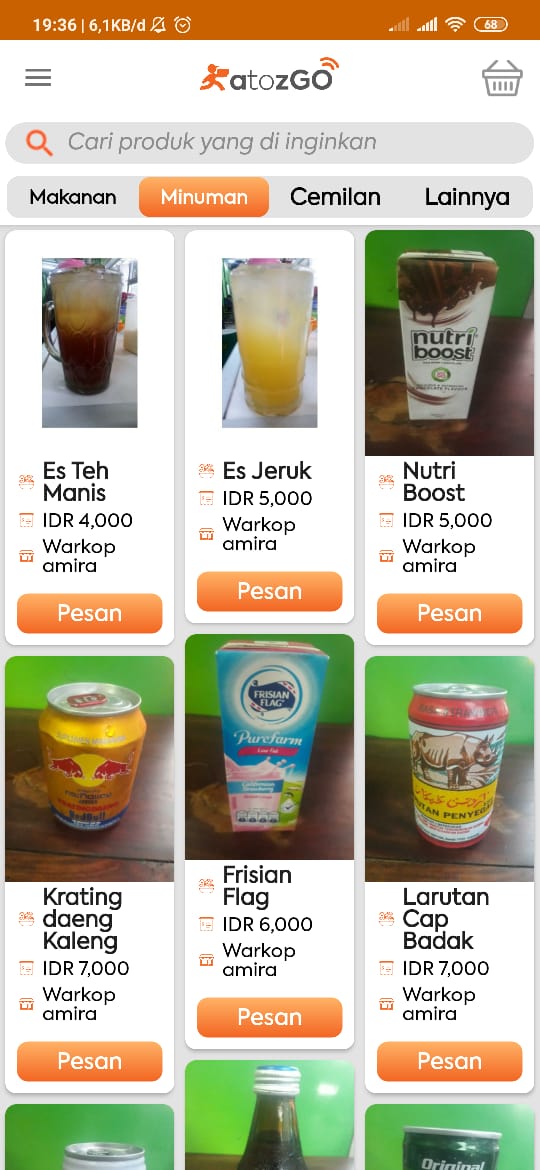 19:36 | 6,1KB/d
68
atozGO
Cari produk yang di inginkan
Makanan
Minuman
Cemilan
Lainnya
Es Teh
Manis
IDR 4,000
Warkop
amira
Pesan
Es Jeruk
IDR 5,000
Warkop
amira
Pesan
nutri
boost
Nutri
Boost
IDR 5,000
Warkop
amira
Pesan
RedBull
Krating
daeng
Kaleng
IDR 7,000
Warkop
amira
Pesan
FRISIAN
FLAG
Purefarm
Low Fat
Frisian
Flag
IDR 6,000
Warkop
amira
Pesan
Larutan
Cap
Badak
IDR 7,000
Warkop
amira
Pesan
Original